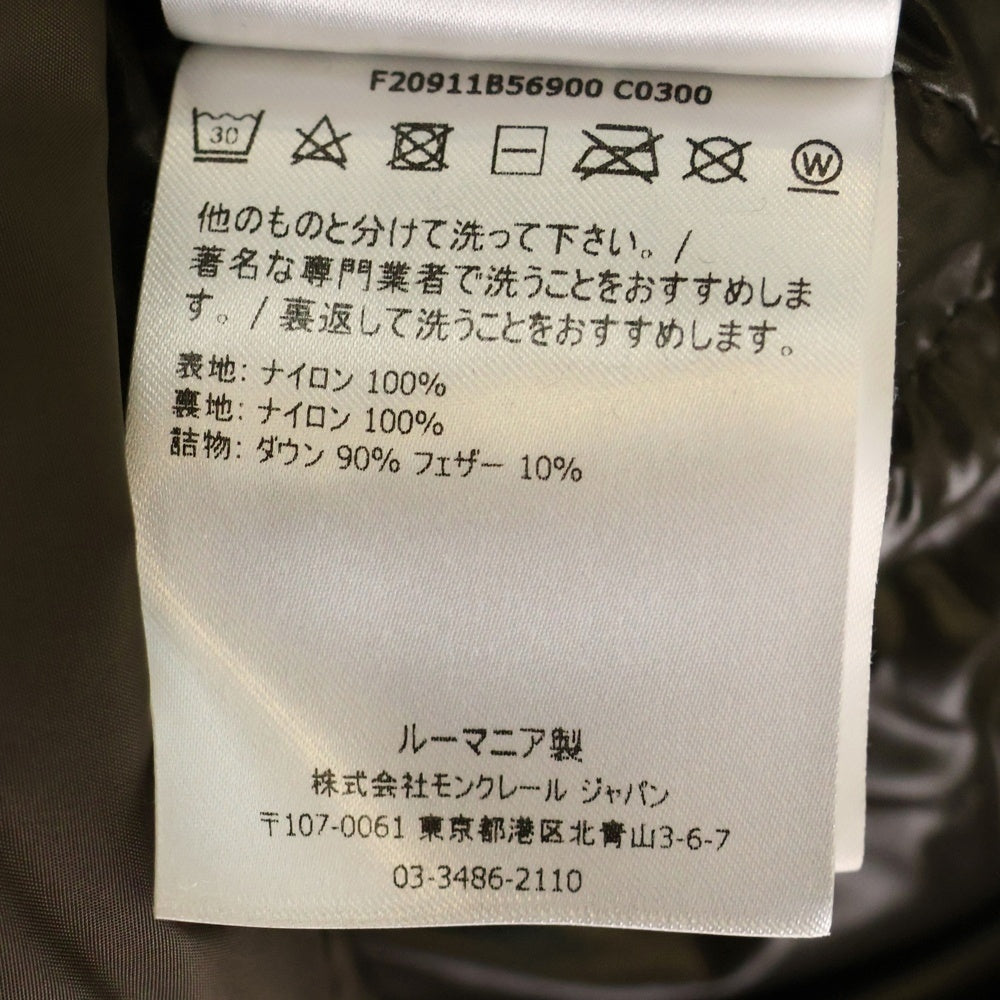 F20911B56900 C0300
30
W
他のものと分けて洗って下さい。/
著名な専門業者で洗うことをおすすめしま
す。/ 裏返して洗うことをおすすめします。
表地: ナイロン 100%
裏地: ナイロン 100%
詰物: ダウン 90% フェザー 10%
ルーマニア製
株式会社モンクレール ジャパン
〒107-0061 東京都港区北青山3-6-7
03-3486-2110